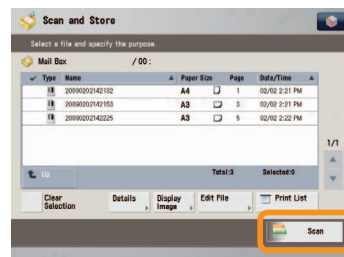 Scan and Store
Select a file and specify the purpose.
Mail Box /00:
Type Name Paper Size Page Date/Time
20090202142132 A4 1 02/02 2:21 PM
20090202142153 A3 3 02/02 2:21 PM
20090202142225 A3 5 02/02 2:22 PM
1/1
Up Total:3 Selected:0
Clear Selection Details Display Image Edit File Print List
Scan